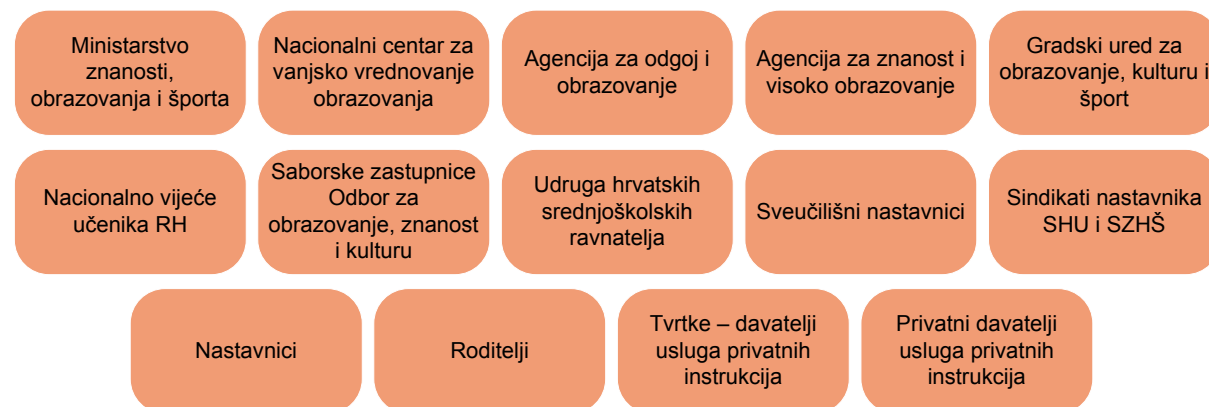 Ministarstvo
znanosti,
obrazovanja i športa
Nacionalni centar za
vanjsko vrednovanje
obrazovanja
Agencija za odgoj i
obrazovanje
Agencija za znanost i
visoko obrazovanje
Gradski ured za
obrazovanje, kulturu i
šport
Nacionalno vijeće
učenika RH
Saborske zastupnice
Odbor za
obrazovanje, znanost
i kulturu
Udruga hrvatskih
srednjoškolskih
ravnatelja
Sveučilišni nastavnici
Sindikati nastavnika
SHU i SZHŠ
Nastavnici
Roditelji
Tvrtke – davatelji
usluga privatnih
instrukcija
Privatni davatelji
usluga privatnih
instrukcija